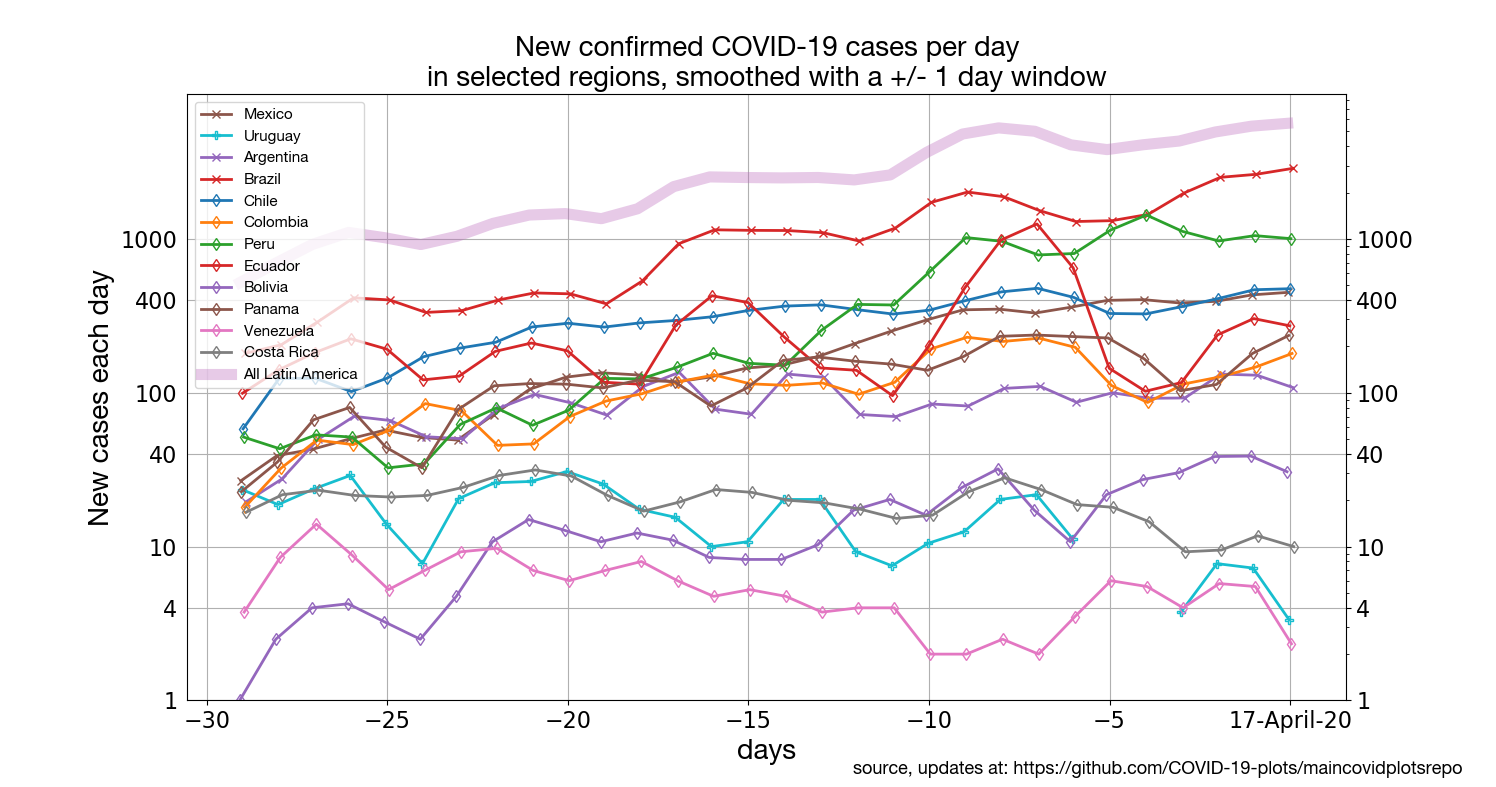 New confirmed COVID-19 cases per day
in selected regions, smoothed with a +/- 1 day window
Mexico
Uruguay
Argentina
Brazil
Chile
Colombia
Peru
Ecuador
Bolivia
Panama
Venezuela
Costa Rica
All Latin America
New cases each day
1000
400
100
40
10
4
1
1000
400
100
40
10
4
1
−30
−25
−20
−15
−10
−5
17-April-20
days
source, updates at: https://github.com/COVID-19-plots/maincovidplotsrepo